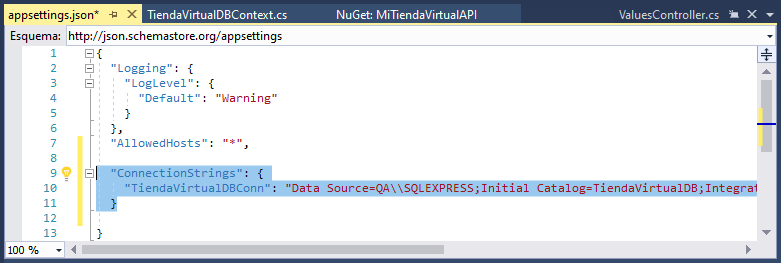 appsettings.json* TiendaVirtualDBContext.cs NuGet: MiTiendaVirtualAPI ValuesController.cs
Esquema: http://json.schemastore.org/appsettings
1 {
2 "Logging": {
3 "LogLevel": {
4 "Default": "Warning"
5 }
6 },
7 "AllowedHosts": "*",
8
9 "ConnectionStrings": {
10 "TiendaVirtualDBConn": "Data Source=QA\\SQLEXPRESS;Initial Catalog=TiendaVirtualDB;Integrat
11 }
12
13 }
100 %